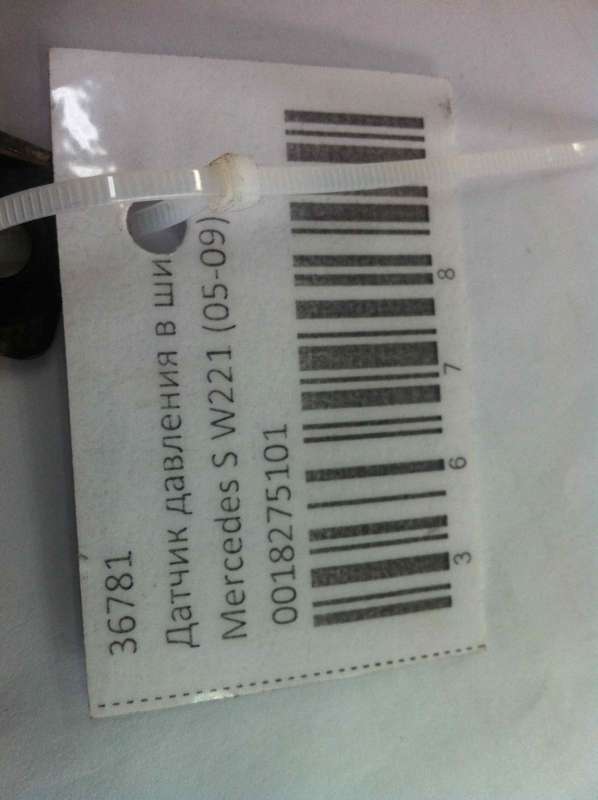 36781
Датчик давления в ши
Mercedes S W221 (05-09)
0018275101
3 6 7 8